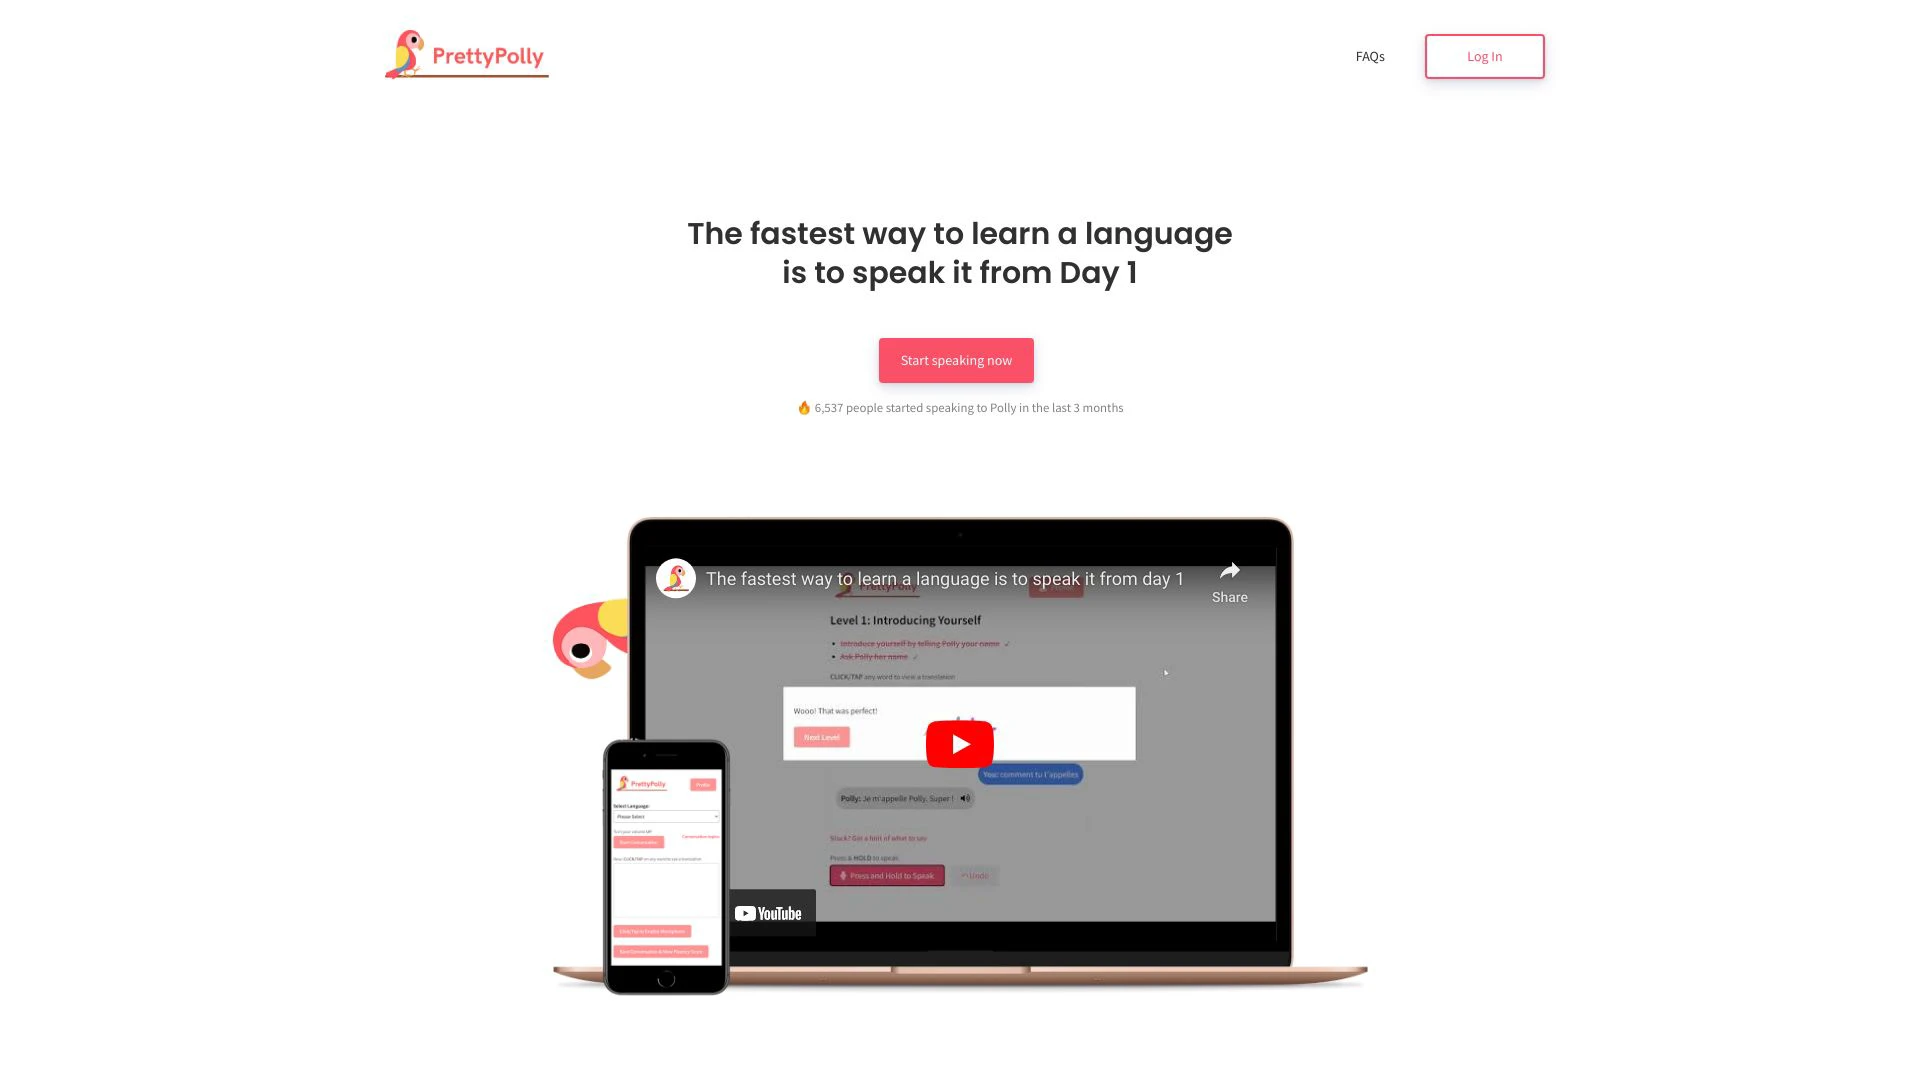 PrettyPolly
FAQs
Log In
The fastest way to learn a language
is to speak it from Day 1
Start speaking now
🔥 6,537 people started speaking to Polly in the last 3 months
The fastest way to learn a language is to speak it from day 1
Share
PrettyPolly
Level 1: Introducing Yourself
Introduce yourself by telling Polly your name ✓
Ask Polly her name ✓
CLICK/TAP any word to view a translation
Wooo! That was perfect!
Next Level
You: comment tu t'appelles
Polly: Je m'appelle Polly. Super !
Stuck? Get a hint of what to say
Press & HOLD to speak
Press and Hold to Speak
Undo
YouTube
PrettyPolly
Profile
Select Language:
Please Select
Start Conversation